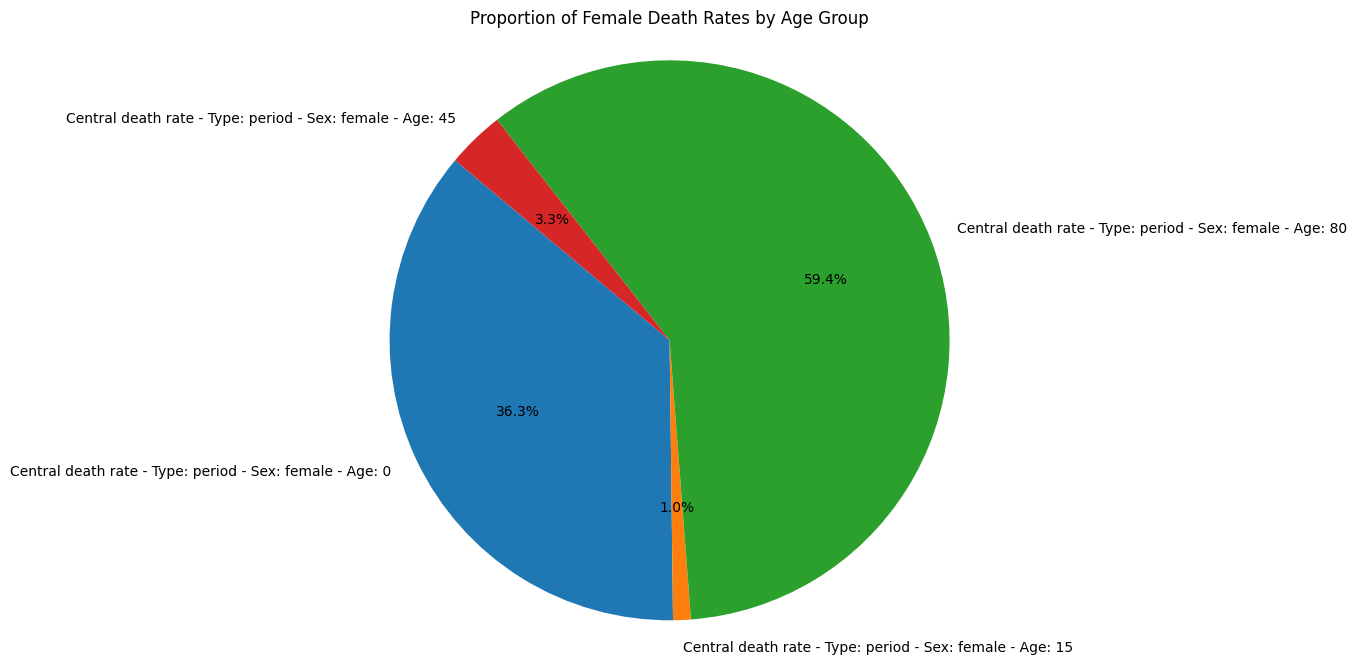 Proportion of Female Death Rates by Age Group
Central death rate - Type: period - Sex: female - Age: 45
3.3%
Central death rate - Type: period - Sex: female - Age: 80
59.4%
36.3%
Central death rate - Type: period - Sex: female - Age: 0
1.0%
Central death rate - Type: period - Sex: female - Age: 15